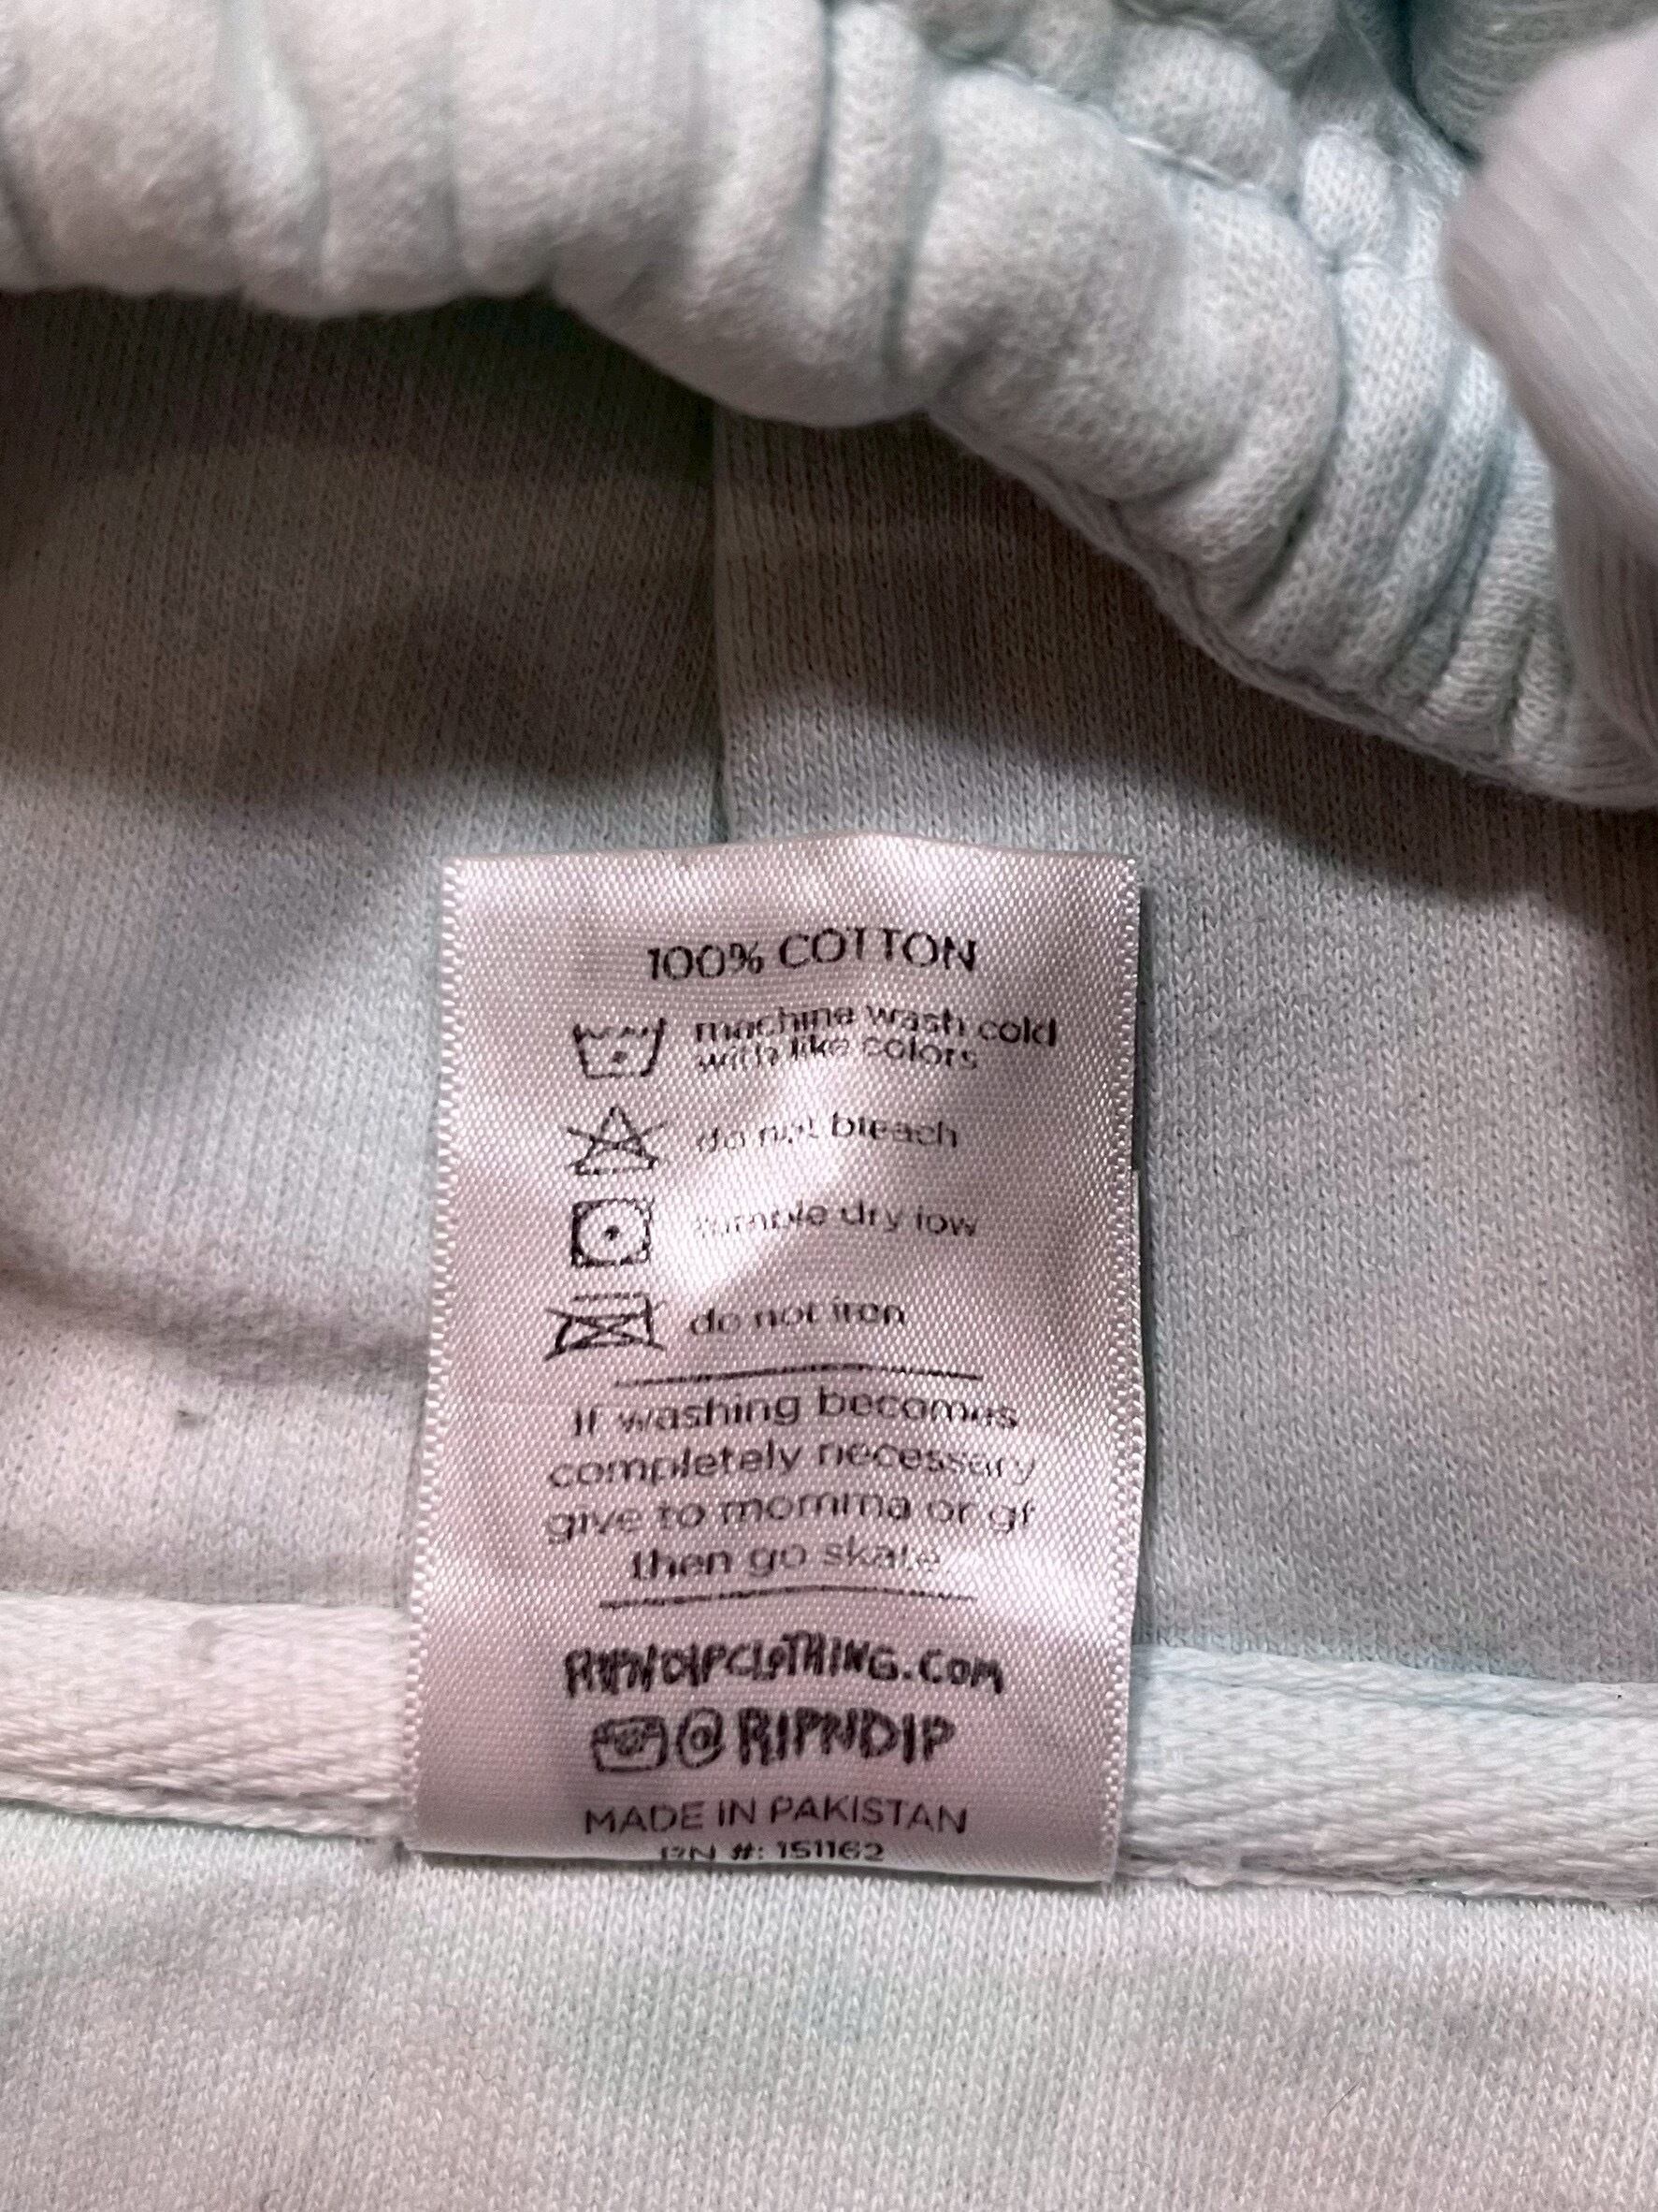 100% COTTON
machine wash cold
with like colors
do not bleach
tumble dry low
do not iron
If washing becomes
completely necessary
give to momma or gf
then go skate
RIPNDIPCLOTHING.COM
@RIPNDIP
MADE IN PAKISTAN
RN #: 151162